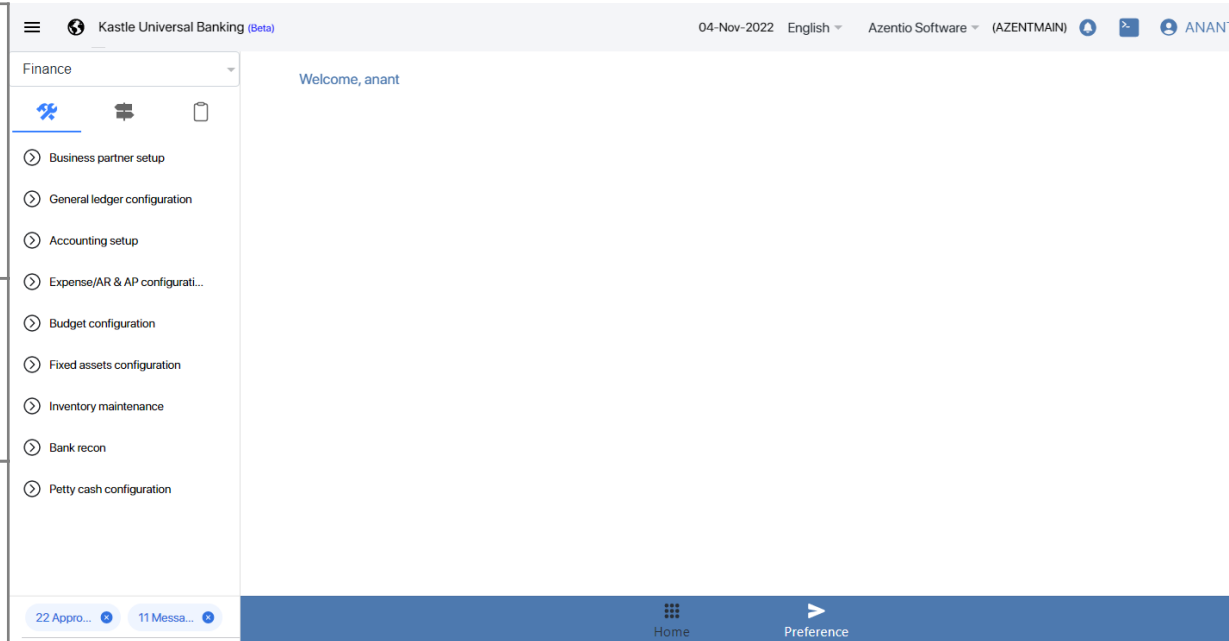 Kastle Universal Banking (Beta)
04-Nov-2022 English Azentio Software (AZENTMAIN) ANANT
Finance
Welcome, anant
Business partner setup
General ledger configuration
Accounting setup
Expense/AR & AP configurati...
Budget configuration
Fixed assets configuration
Inventory maintenance
Bank recon
Petty cash configuration
22 Appro... 11 Messa...
Home Preference